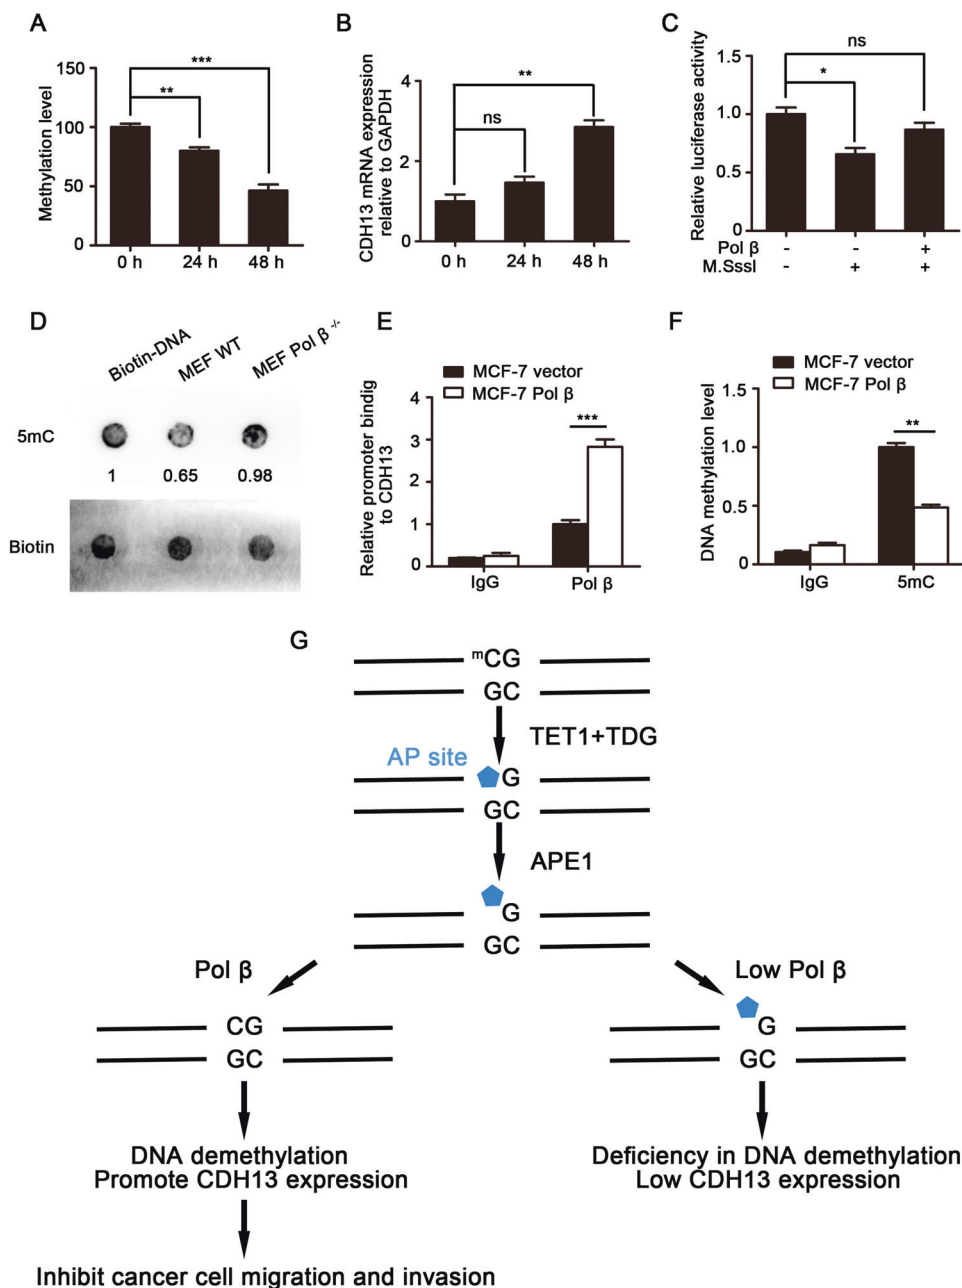 A
Methylation level
150
100
50
0
***
**
0 h
24 h
48 h
B
CDH13 mRNA expression
relative to GAPDH
4
2
0
**
ns
0 h
24 h
48 h
C
Relative luciferase activity
1.5
1.0
0.5
0.0
ns
*
Pol β - - +
M.SssI - + +
D
Biotin-DNA
MEF WT
MEF Pol β -/-
5mC
1 0.65 0.98
Biotin
E
MCF-7 vector
MCF-7 Pol β
Relative promoter bindig
to CDH13
4
3
2
1
0
***
IgG
Pol β
F
MCF-7 vector
MCF-7 Pol β
DNA methylation level
1.5
1.0
0.5
0.0
**
IgG
5mC
G
mCG
GC
TET1+TDG
AP site
G
GC
APE1
G
GC
Pol β
Low Pol β
CG
GC
G
GC
DNA demethylation
Promote CDH13 expression
Deficiency in DNA demethylation
Low CDH13 expression
Inhibit cancer cell migration and invasion